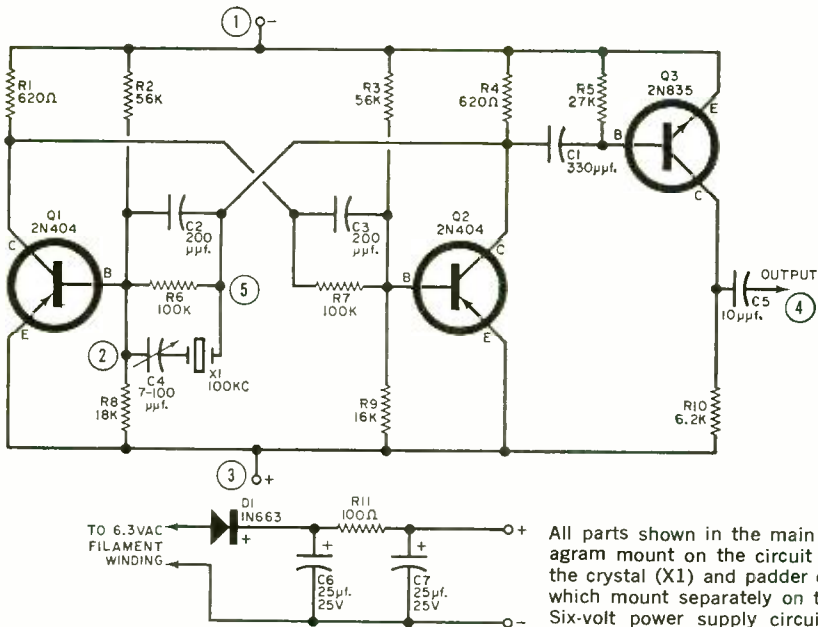 1 -
R1
620Ω
R2
56K
R3
56K
R4
620Ω
R5
27K
Q3
2N835
E
B
C
C1
330μμf.
Q1
2N404
C
B
E
C2
200
μμf.
R6
100K
5
C3
200
μμf.
R7
100K
Q2
2N404
C
B
E
OUTPUT
C5
10μμf.
4
2
C4
7-100
μμf.
X1
100KC
R8
18K
R9
16K
R10
6.2K
3 +
D1
1N663
+
R11
100Ω
TO 6.3VAC
FILAMENT
WINDING
+
C6
25μf.
25V
+
C7
25μf.
25V
+
-
All parts shown in the main
agram mount on the circuit
the crystal (X1) and padder
which mount separately on
Six-volt power supply